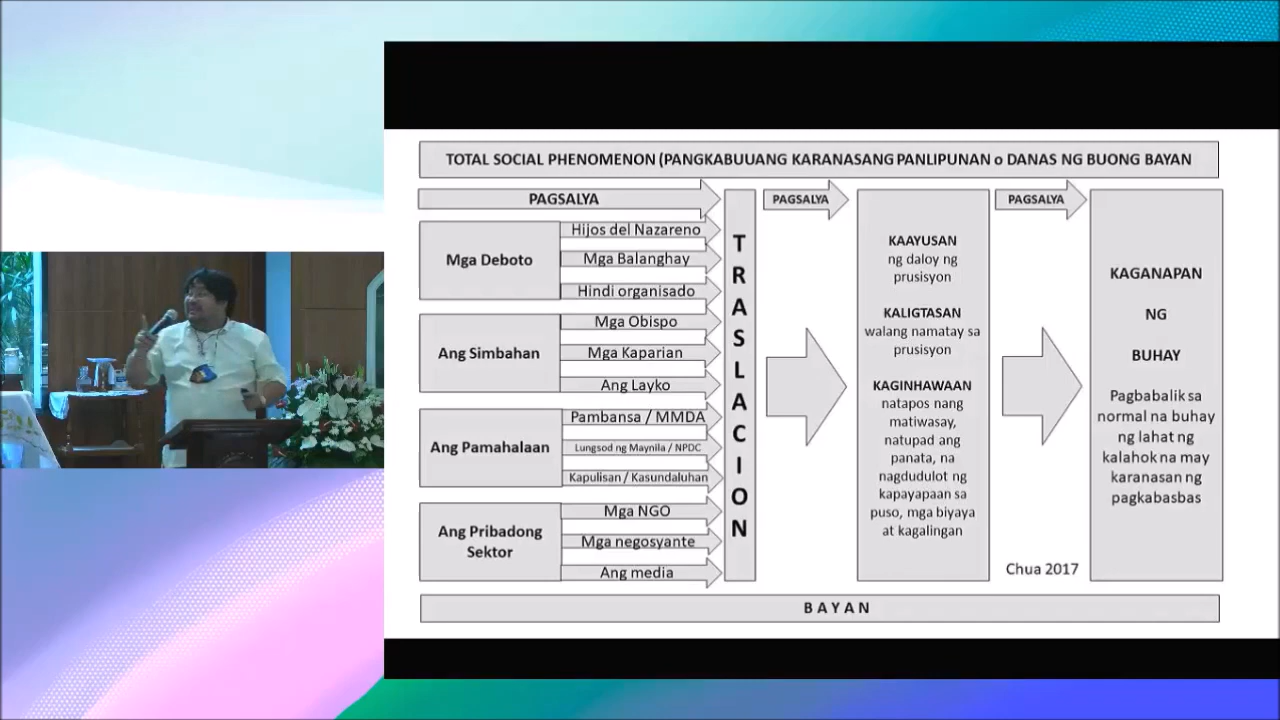 TOTAL SOCIAL PHENOMENON (PANGKABUUANG KARANASANG PANLIPUNAN o DANAS NG BUONG BAYAN
PAGSALYA
Mga Deboto
Hijos del Nazareno
Mga Balanghay
Hindi organisado
Ang Simbahan
Mga Obispo
Mga Kaparian
Ang Layko
Ang Pamahalaan
Pambansa / MMDA
Lungsod ng Maynila / NPDC
Kapulisan / Kasundaluhan
Ang Pribadong
Sektor
Mga NGO
Mga negosyante
Ang media
T
R
A
S
L
A
C
I
O
N
PAGSALYA
KAAYUSAN
ng daloy ng
prusisyon
KALIGTASAN
walang namatay sa
prusisyon
KAGINHAWAAN
natapos nang
matiwasay,
natupad ang
panata, na
nagdudulot ng
kapayapaan sa
puso, mga biyaya
at kagalingan
PAGSALYA
KAGANAPAN
NG
BUHAY
Pagbabalik sa
normal na buhay
ng lahat ng
kalahok na may
karanasan ng
pagkabasbas
Chua 2017
BAYAN